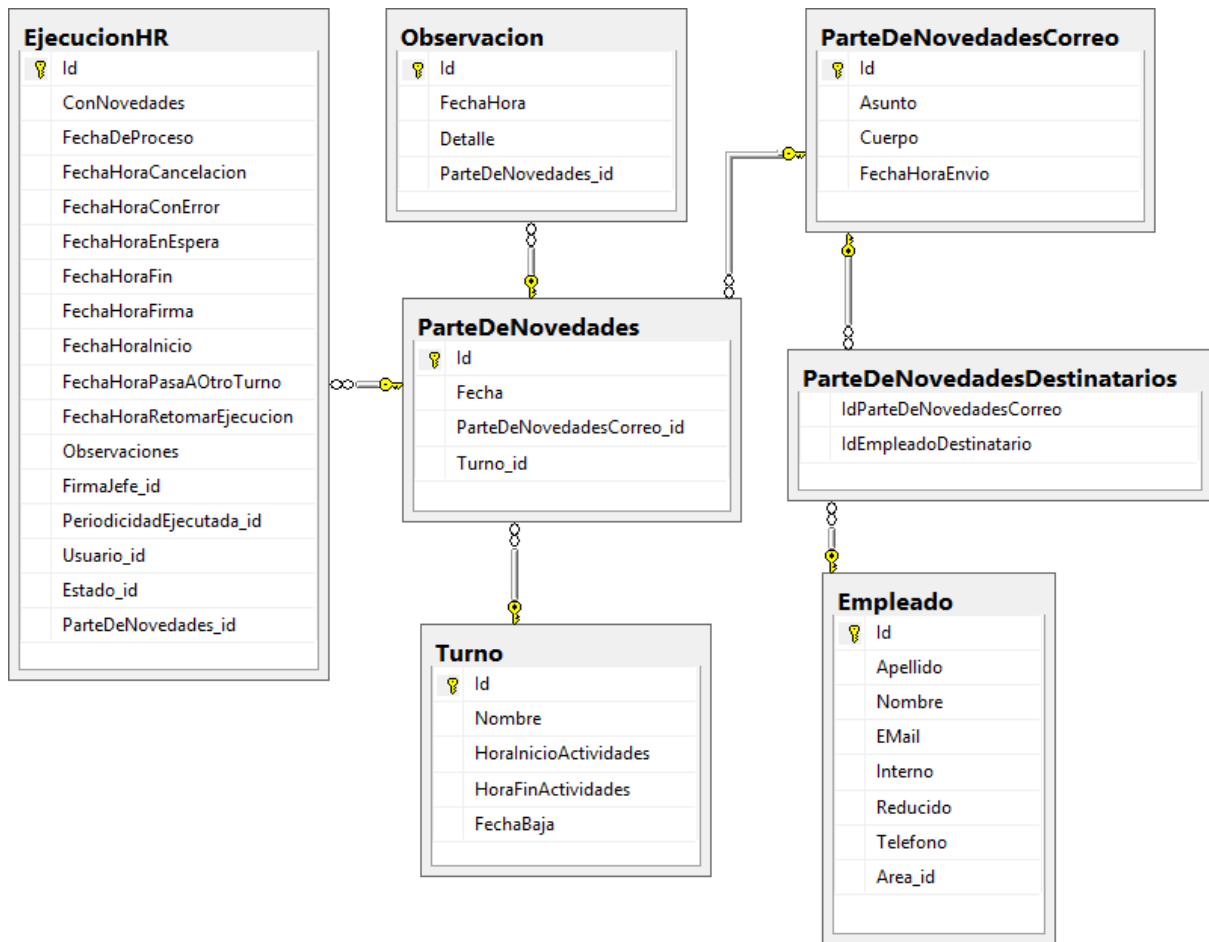 EjecucionHR
Id
ConNovedades
FechaDeProceso
FechaHoraCancelacion
FechaHoraConError
FechaHoraEnEspera
FechaHoraFin
FechaHoraFirma
FechaHoraInicio
FechaHoraPasaAOtroTurno
FechaHoraRetomarEjecucion
Observaciones
FirmaJefe_id
PeriodicidadEjecutada_id
Usuario_id
Estado_id
ParteDeNovedades_id
Observacion
Id
FechaHora
Detalle
ParteDeNovedades_id
ParteDeNovedades
Id
Fecha
ParteDeNovedadesCorreo_id
Turno_id
Turno
Id
Nombre
HoraInicioActividades
HoraFinActividades
FechaBaja
ParteDeNovedadesCorreo
Id
Asunto
Cuerpo
FechaHoraEnvio
ParteDeNovedadesDestinatarios
IdParteDeNovedadesCorreo
IdEmpleadoDestinatario
Empleado
Id
Apellido
Nombre
EMail
Interno
Reducido
Telefono
Area_id